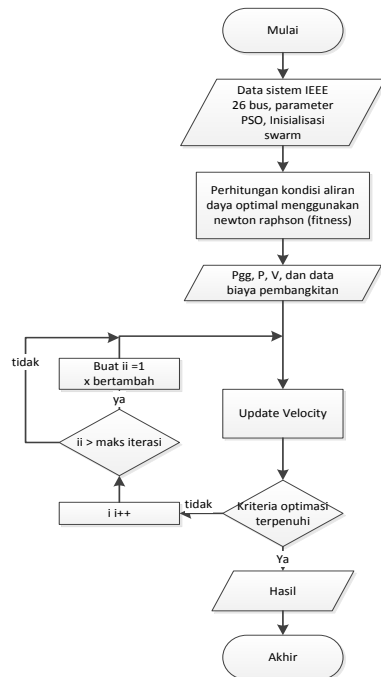 Mulai
Data sistem IEEE
26 bus, parameter
PSO, Inisialisasi
swarm
Perhitungan kondisi aliran
daya optimal menggunakan
newton raphson (fitness)
Pgg, P, V, dan data
biaya pembangkitan
tidak
Buat ii =1
x bertambah
ya
Update Velocity
ii > maks iterasi
tidak
Kriteria optimasi
terpenuhi
i i++
Ya
Hasil
Akhir